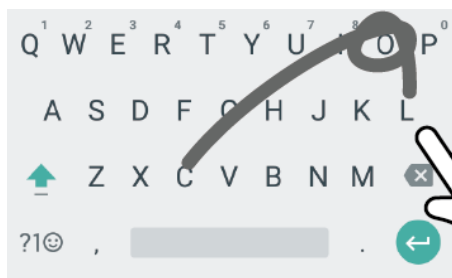 1 2 3 4 5 6 7 8 0
Q W E R T Y U O P
A S D F G H J K L
Z X C V B N M
?1☺ , .